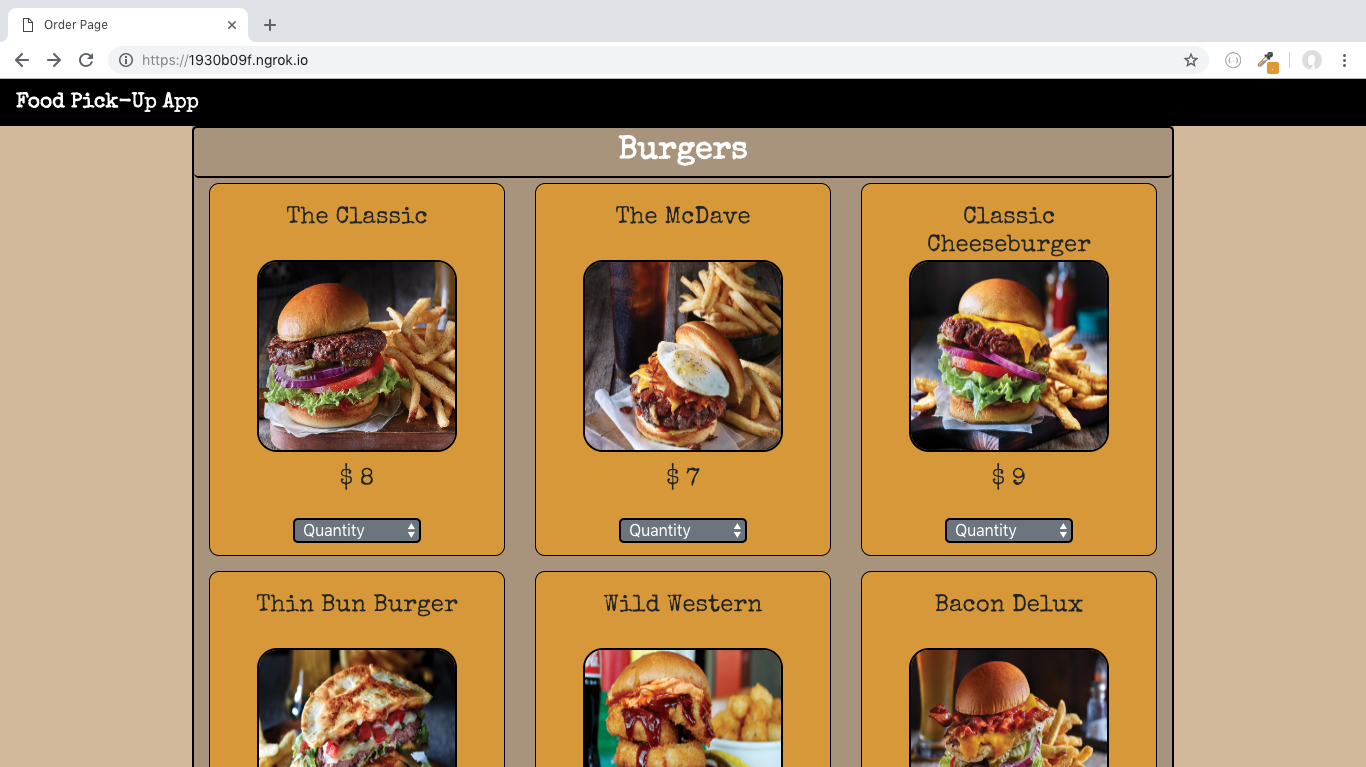 Order Page
https://1930b09f.ngrok.io
Food Pick-Up App
Burgers
The Classic
The McDave
Classic
Cheeseburger
$ 8
$ 7
$ 9
Quantity
Quantity
Quantity
Thin Bun Burger
Wild Western
Bacon Delux